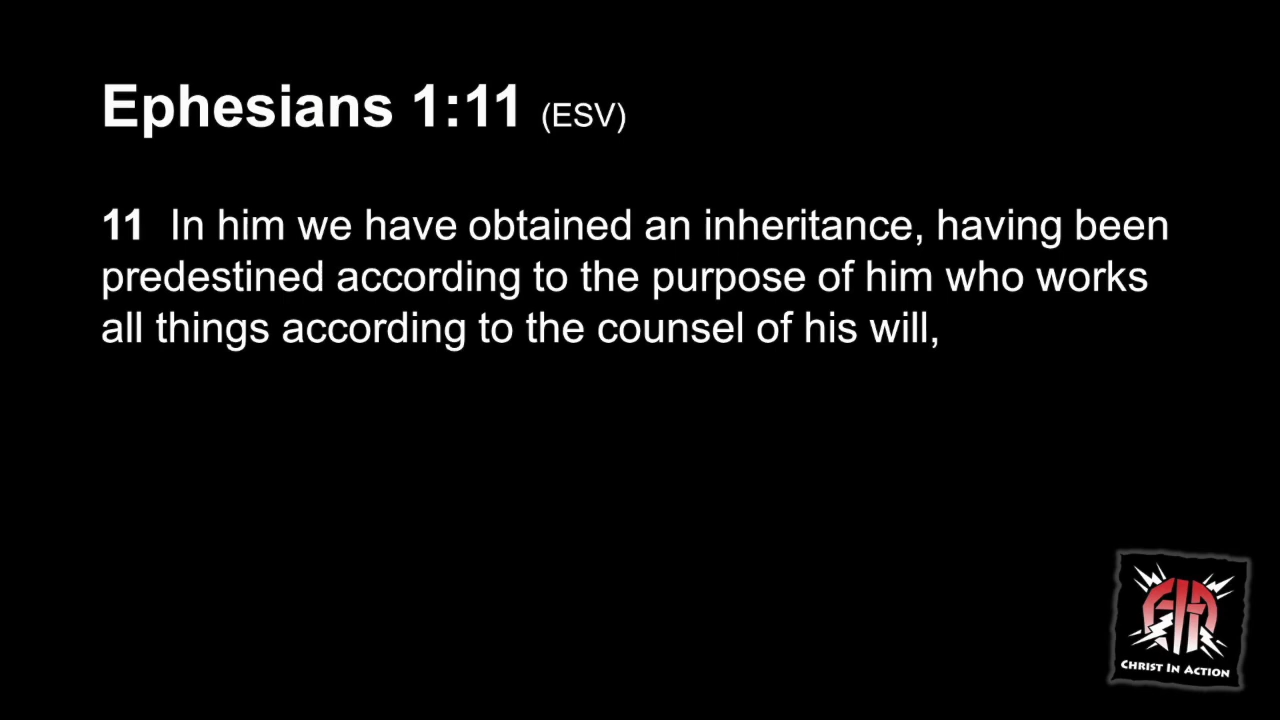 Ephesians 1:11 (ESV)
11 In him we have obtained an inheritance, having been
predestined according to the purpose of him who works
all things according to the counsel of his will,
CHRIST IN ACTION